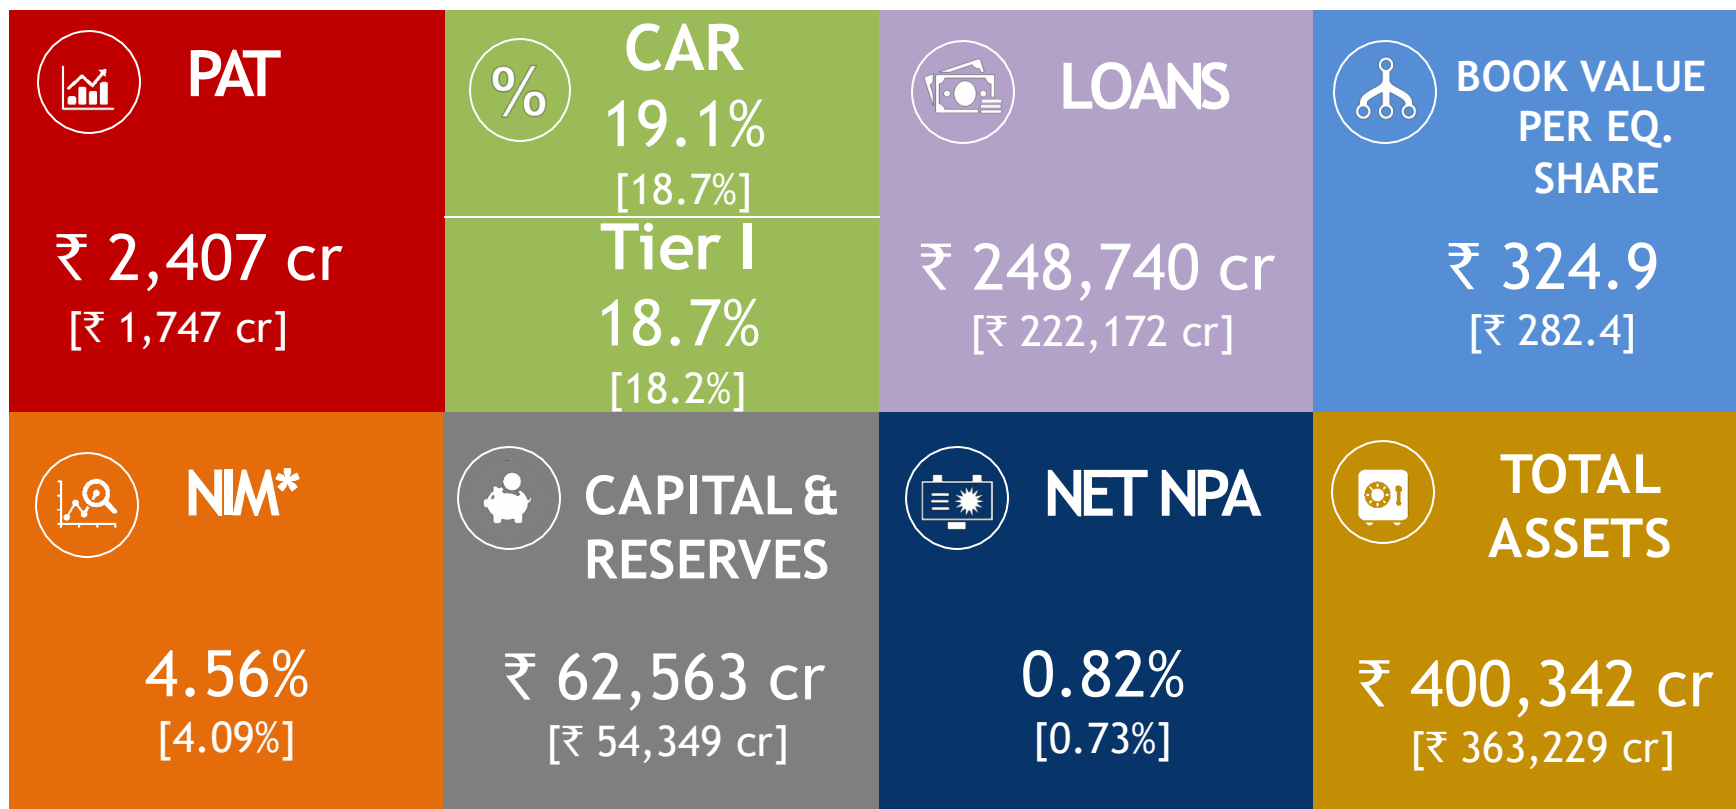 PAT
₹ 2,407 cr
[₹ 1,747 cr]
%
CAR
19.1%
[18.7%]
Tier I
18.7%
[18.2%]
LOANS
₹ 248,740 cr
[₹ 222,172 cr]
BOOK VALUE
PER EQ.
SHARE
₹ 324.9
[₹ 282.4]
NIM*
4.56%
[4.09%]
CAPITAL &
RESERVES
₹ 62,563 cr
[₹ 54,349 cr]
NET NPA
0.82%
[0.73%]
TOTAL
ASSETS
₹ 400,342 cr
[₹ 363,229 cr]